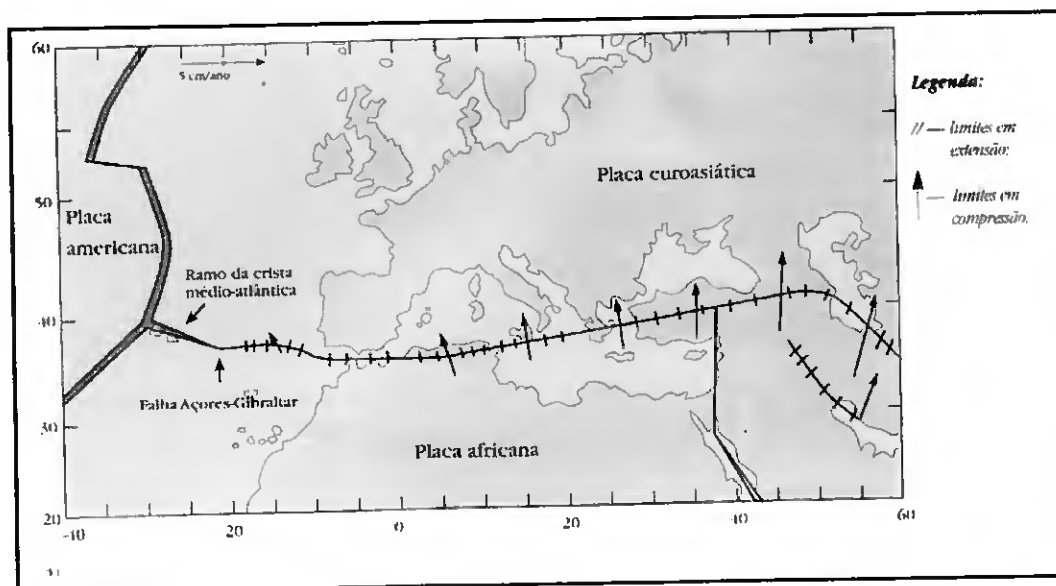 60
5 cm/ano
Legenda:
limites em
extensão.
limites em
compressão.
Placa euroasiática
50
Placa
americana
Ramo da crista
médio-atlântica
40
Falha Açores-Gibraltar
30
Placa africana
20
-40
20
0
20
40
60